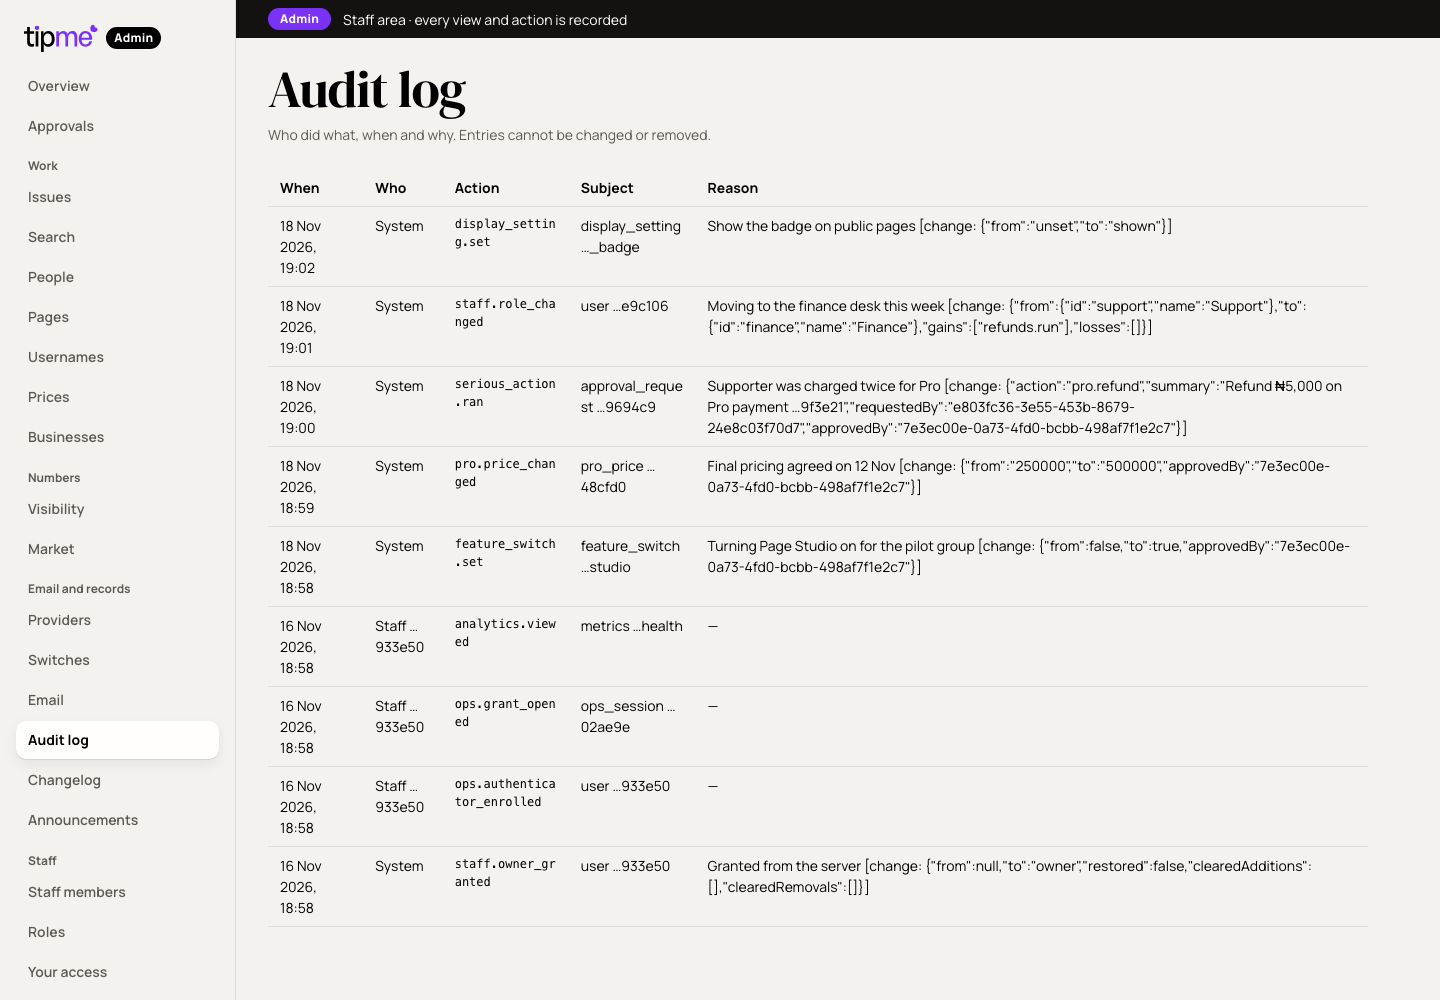 tipme Admin
Admin Staff area · every view and action is recorded
Overview
Approvals
Work
Issues
Search
People
Pages
Usernames
Prices
Businesses
Numbers
Visibility
Market
Email and records
Providers
Switches
Email
Audit log
Changelog
Announcements
Staff
Staff members
Roles
Your access
Audit log
Who did what, when and why. Entries cannot be changed or removed.
When Who Action Subject Reason
18 Nov System display_settin display_setting Show the badge on public pages [change: {"from":"unset","to":"shown"}]
2026, g.set …_badge
19:02
18 Nov System staff.role_cha user …e9c106 Moving to the finance desk this week [change: {"from":{"id":"support","name":"Support"},"to":
2026, nged {"id":"finance","name":"Finance"},"gains":["refunds.run"],"losses":[]}]
19:01
18 Nov System serious_action approval_reque Supporter was charged twice for Pro [change: {"action":"pro.refund","summary":"Refund ₦5,000 on
2026, .ran st …9694c9 Pro payment …9f3e21","requestedBy":"e803fc36-3e55-453b-8679-
19:00 24e8c03f70d7","approvedBy":"7e3ec00e-0a73-4fd0-bcbb-498af7f1e2c7"}]
18 Nov System pro.price_chan pro_price … Final pricing agreed on 12 Nov [change: {"from":"250000","to":"500000","approvedBy":"7e3ec00e-
2026, ged 48cfd0 0a73-4fd0-bcbb-498af7f1e2c7"}]
18:59
18 Nov System feature_switch feature_switch Turning Page Studio on for the pilot group [change: {"from":false,"to":true,"approvedBy":"7e3ec00e-
2026, .set …studio 0a73-4fd0-bcbb-498af7f1e2c7"}]
18:58
16 Nov Staff … analytics.view metrics …health —
2026, 933e50 ed
18:58
16 Nov Staff … ops.grant_open ops_session … —
2026, 933e50 ed 02ae9e
18:58
16 Nov Staff … ops.authentica user …933e50 —
2026, 933e50 tor_enrolled
18:58
16 Nov System staff.owner_gr user …933e50 Granted from the server [change: {"from":null,"to":"owner","restored":false,"clearedAdditions":
2026, anted [],"clearedRemovals":[]}]
18:58